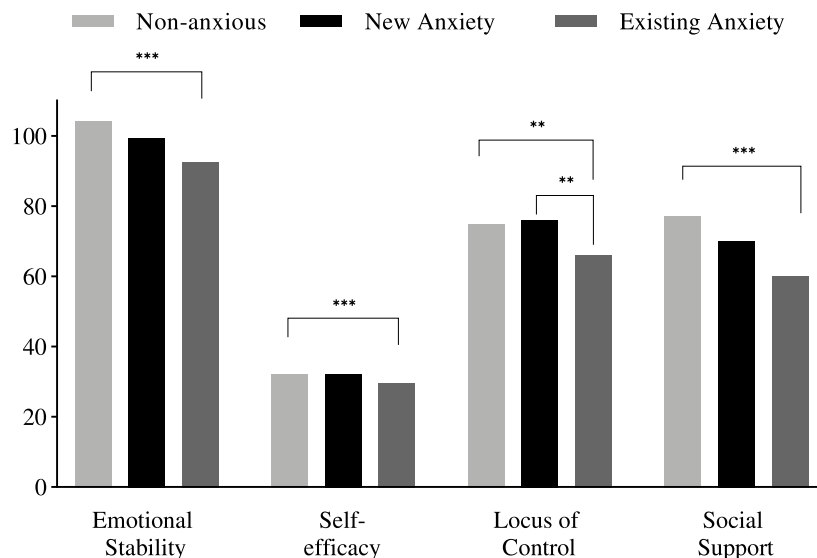 Non-anxious New Anxiety Existing Anxiety
***
**
***
**
***
100
80
60
40
20
0
Emotional Stability
Self-efficacy
Locus of Control
Social Support